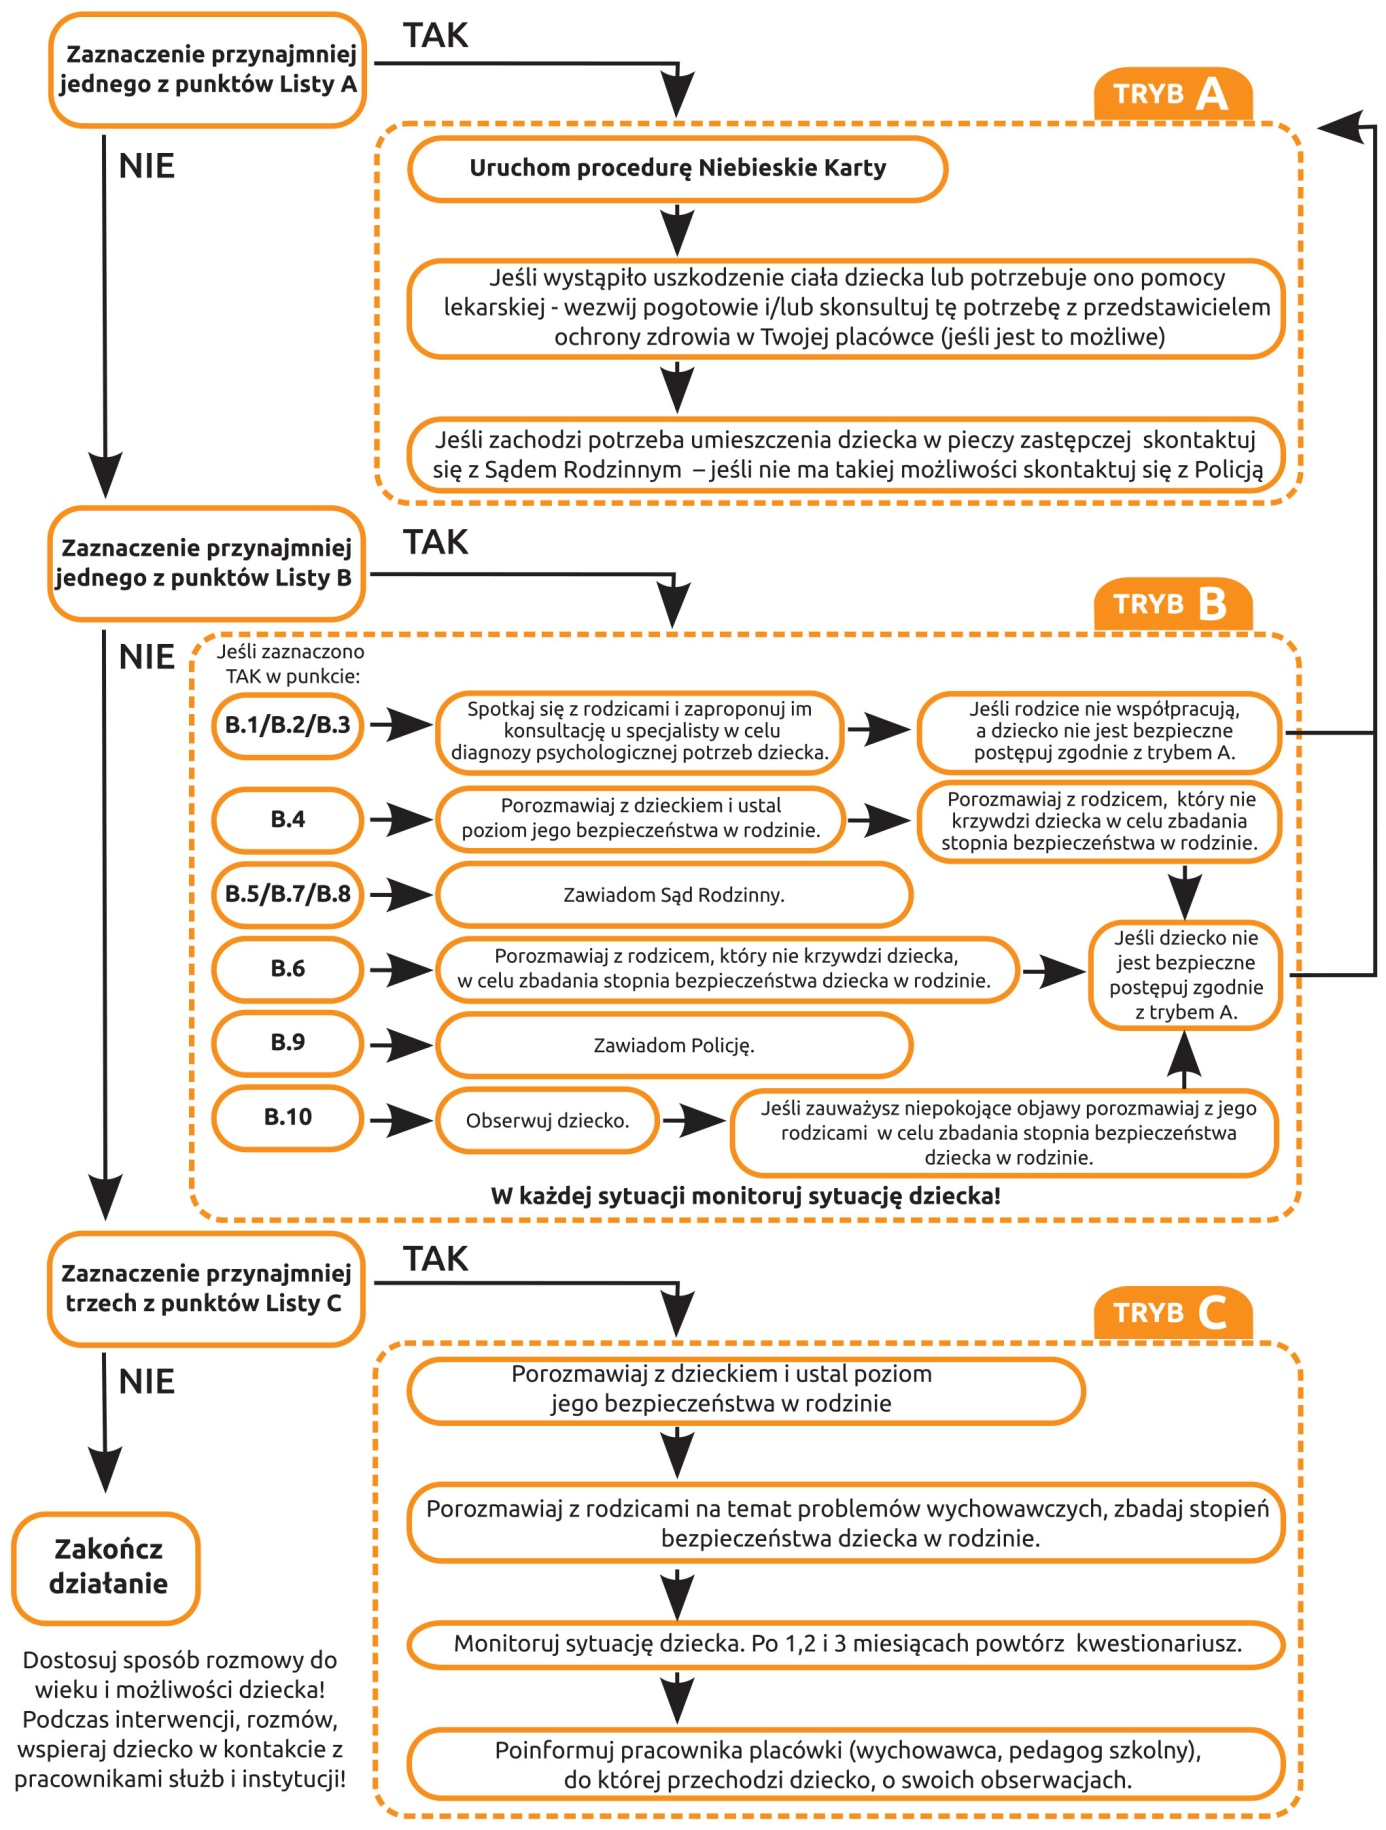 Zaznaczenie przynajmniej
jednego z punktów Listy A
TAK
NIE
TRYB A
Uruchom procedurę Niebieskie Karty
Jeśli wystąpiło uszkodzenie ciała dziecka lub potrzebuje ono pomocy
lekarskiej - wezwij pogotowie i/lub skonsultuj tę potrzebę z przedstawicielem
ochrony zdrowia w Twojej placówce (jeśli jest to możliwe)
Jeśli zachodzi potrzeba umieszczenia dziecka w pieczy zastępczej skontaktuj
się z Sądem Rodzinnym – jeśli nie ma takiej możliwości skontaktuj się z Policją
Zaznaczenie przynajmniej
jednego z punktów Listy B
TAK
NIE
TRYB B
Jeśli zaznaczono
TAK w punkcie:
B.1/B.2/B.3
Spotkaj się z rodzicami i zaproponuj im
konsultację u specjalisty w celu
diagnozy psychologicznej potrzeb dziecka.
Jeśli rodzice nie współpracują,
a dziecko nie jest bezpieczne
postępuj zgodnie z trybem A.
B.4
Porozmawiaj z dzieckiem i ustal
poziom jego bezpieczeństwa w rodzinie.
Porozmawiaj z rodzicem, który nie
krzywdzi dziecka w celu zbadania
stopnia bezpieczeństwa w rodzinie.
B.5/B.7/B.8
Zawiadom Sąd Rodzinny.
B.6
Porozmawiaj z rodzicem, który nie krzywdzi dziecka,
w celu zbadania stopnia bezpieczeństwa dziecka w rodzinie.
Jeśli dziecko nie
jest bezpieczne
postępuj zgodnie
z trybem A.
B.9
Zawiadom Policję.
B.10
Obserwuj dziecko.
Jeśli zauważysz niepokojące objawy porozmawiaj z jego
rodzicami w celu zbadania stopnia bezpieczeństwa
dziecka w rodzinie.
W każdej sytuacji monitoruj sytuację dziecka!
Zaznaczenie przynajmniej
trzech z punktów Listy C
TAK
NIE
TRYB C
Porozmawiaj z dzieckiem i ustal poziom
jego bezpieczeństwa w rodzinie
Porozmawiaj z rodzicami na temat problemów wychowawczych, zbadaj stopień
bezpieczeństwa dziecka w rodzinie.
Monitoruj sytuację dziecka. Po 1,2 i 3 miesiącach powtórz kwestionariusz.
Poinformuj pracownika placówki (wychowawca, pedagog szkolny),
do której przechodzi dziecko, o swoich obserwacjach.
Zakończ
działanie
Dostosuj sposób rozmowy do
wieku i możliwości dziecka!
Podczas interwencji, rozmów,
wspieraj dziecko w kontakcie z
pracownikami służb i instytucji!